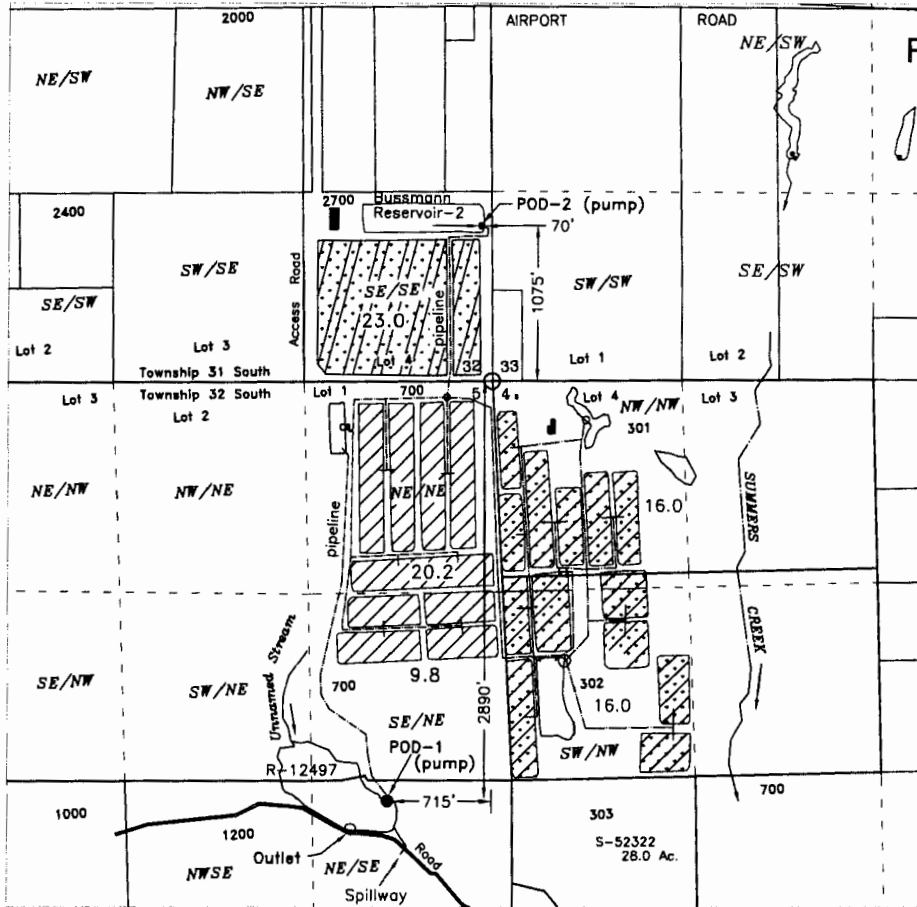 2000
AIRPORT ROAD
NE/SW
NE/SW
NW/SE
2400
2700 Bussmann
Reservoir-2
POD-2 (pump)
70'
SW/SE
Access Road
SE/SE
pipeline
23.0
1075'
SW/SW
SE/SW
SE/SW
Lot 2
Lot 3
Lot 4
32
33
Lot 1
Lot 2
Township 31 South
Township 32 South
Lot 3
Lot 2
Lot 1
700
5
4
Lot 4
NW/NW
301
Lot 3
NE/NW
NW/NE
pipeline
NE/NE
16.0
SUMMERS
20.2
CREEK
SE/NW
SW/NE
Unnamed Stream
700
9.8
SE/NE
2890'
302
16.0
SW/NW
POD-1
(pump)
R-12497
715'
700
1000
1200
303
S-52322
28.0 Ac.
Outlet
Road
NWSE
NE/SE
Spillway